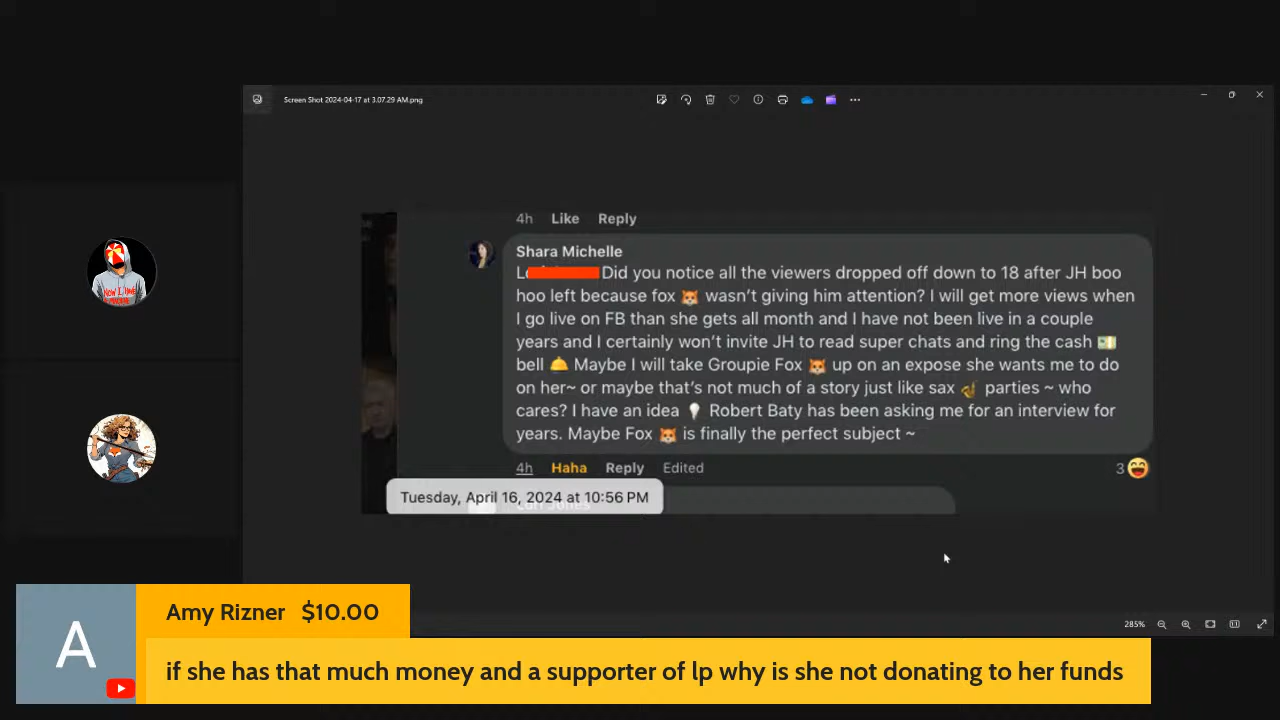 Screen Shot 2024-04-17 at 3.07.29 AM.png
4h Like Reply
Shara Michelle
Did you notice all the viewers dropped off down to 18 after JH boo
hoo left because fox 🦊 wasn't giving him attention? I will get more views when
I go live on FB than she gets all month and I have not been live in a couple
years and I certainly won't invite JH to read super chats and ring the cash 💵
bell 🛎️ Maybe I will take Groupie Fox 🦊 up on an expose she wants me to do
on her~ or maybe that's not much of a story just like sax 🎷 parties ~ who
cares? I have an idea 💡 Robert Baty has been asking me for an interview for
years. Maybe Fox 🦊 is finally the perfect subject ~
4h Haha Reply Edited 3
Tuesday, April 16, 2024 at 10:56 PM
A
Amy Rizner $10.00
if she has that much money and a supporter of lp why is she not donating to her funds
285%